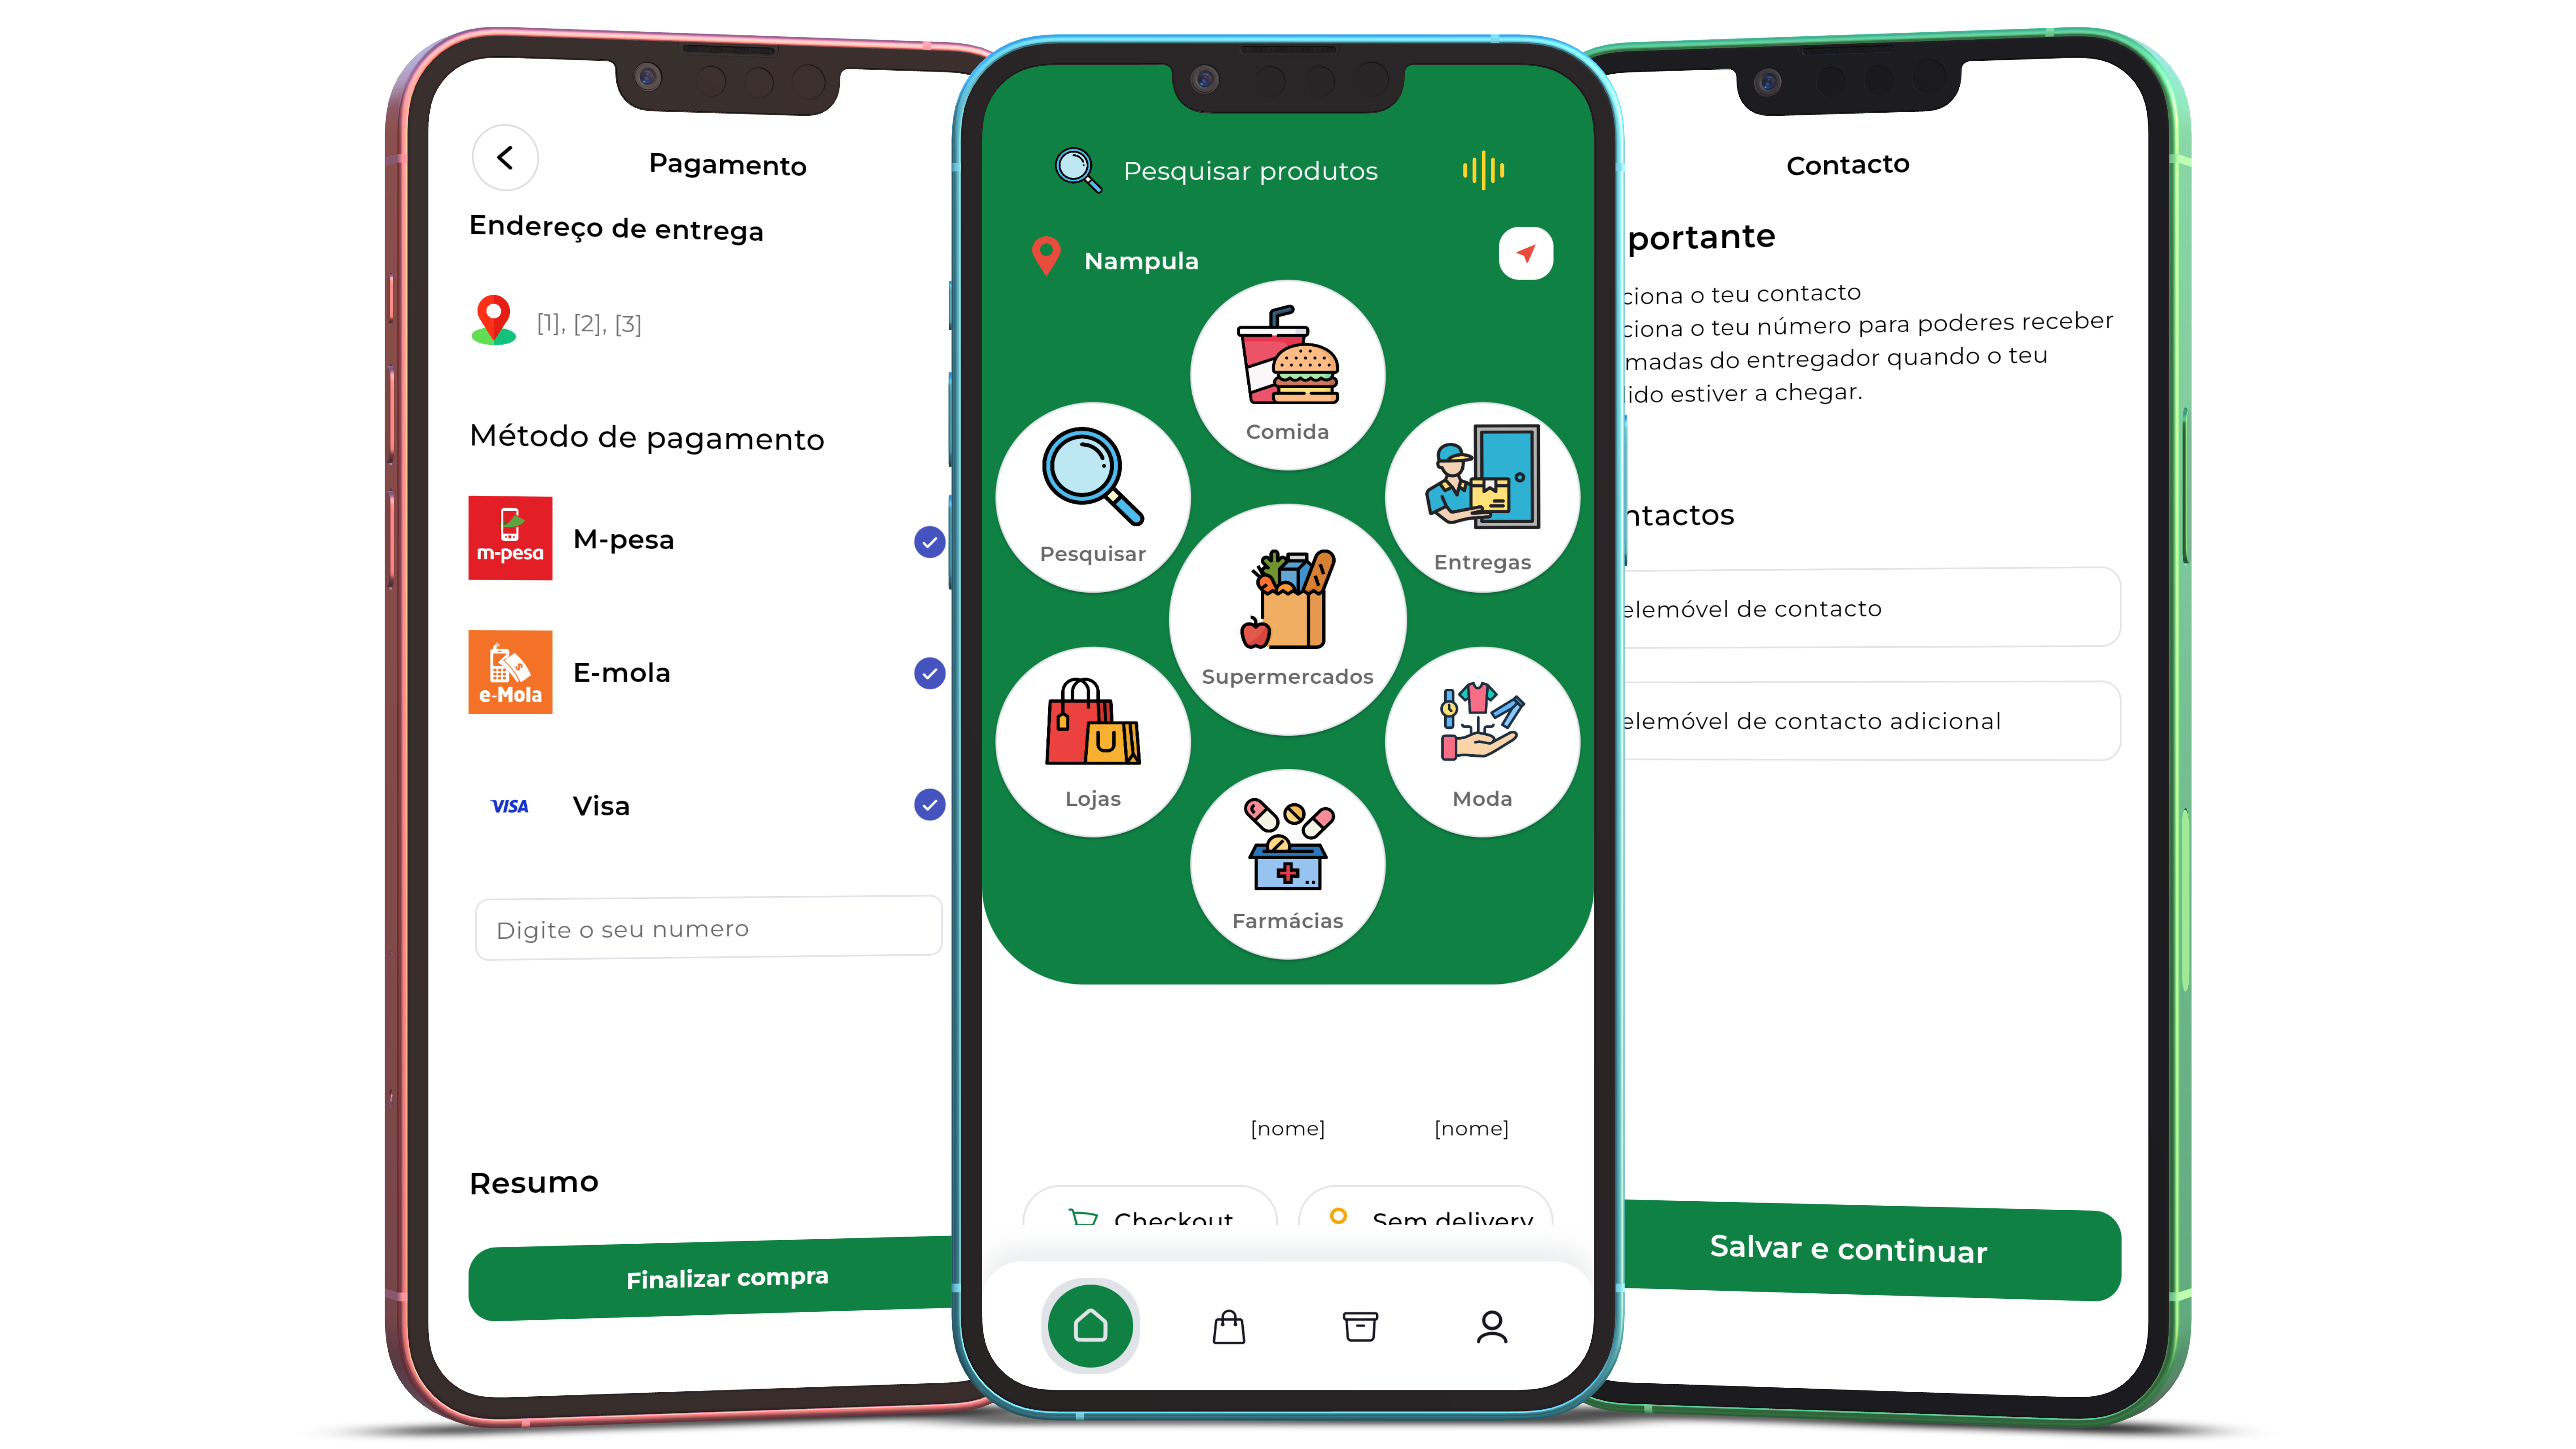 Pagamento
Endereço de entrega
[1], [2], [3]
Método de pagamento
m-pesa
M-pesa
e-Mola
E-mola
VISA
Visa
Digite o seu numero
Resumo
Finalizar compra
Pesquisar produtos
Nampula
Comida
Pesquisar
Entregas
Supermercados
Lojas
Moda
Farmácias
[nome]
[nome]
Checkout
Sem delivery
Contacto
portante
ciona o teu contacto
ciona o teu número para poderes receber
madas do entregador quando o teu
ido estiver a chegar.
ntactos
elemóvel de contacto
elemóvel de contacto adicional
Salvar e continuar